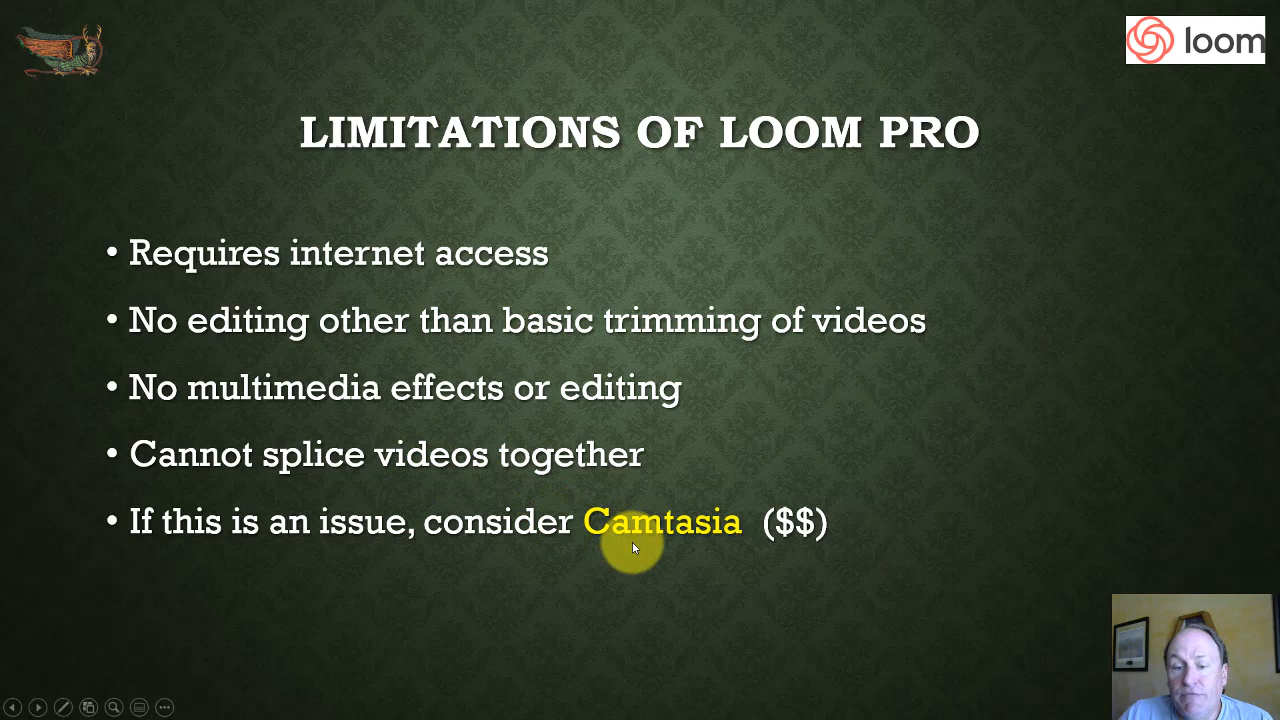 loom
LIMITATIONS OF LOOM PRO
• Requires internet access
• No editing other than basic trimming of videos
• No multimedia effects or editing
• Cannot splice videos together
• If this is an issue, consider Camtasia ($$)